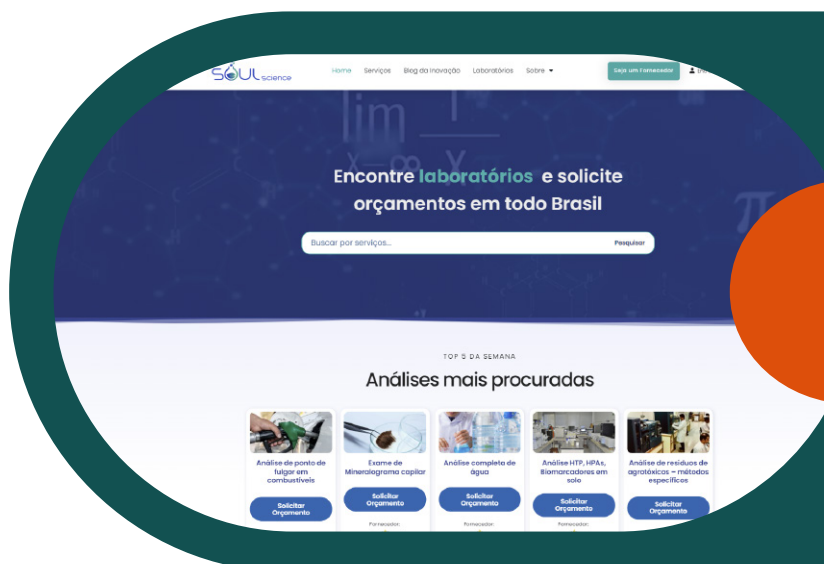 SOUL science
Home Serviços Blog da Inovação Laboratórios Sobre
Seja um Fornecedor
lim 1
x→∞ x
π
Encontre laboratórios e solicite
orçamentos em todo Brasil
Buscar por serviços... Pesquisar
TOP 5 DA SEMANA
Análises mais procuradas
Análise de ponto de
fulgor em
combustíveis
Solicitar
Orçamento
Exame de
Mineralograma capilar
Solicitar
Orçamento
Fornecedor:
Análise completa de
água
Solicitar
Orçamento
Fornecedor:
Análise HTP, HPAs,
Biomarcadores em
solo
Solicitar
Orçamento
Fornecedor:
Análise de resíduos de
agrotóxicos – métodos
específicos
Solicitar
Orçamento